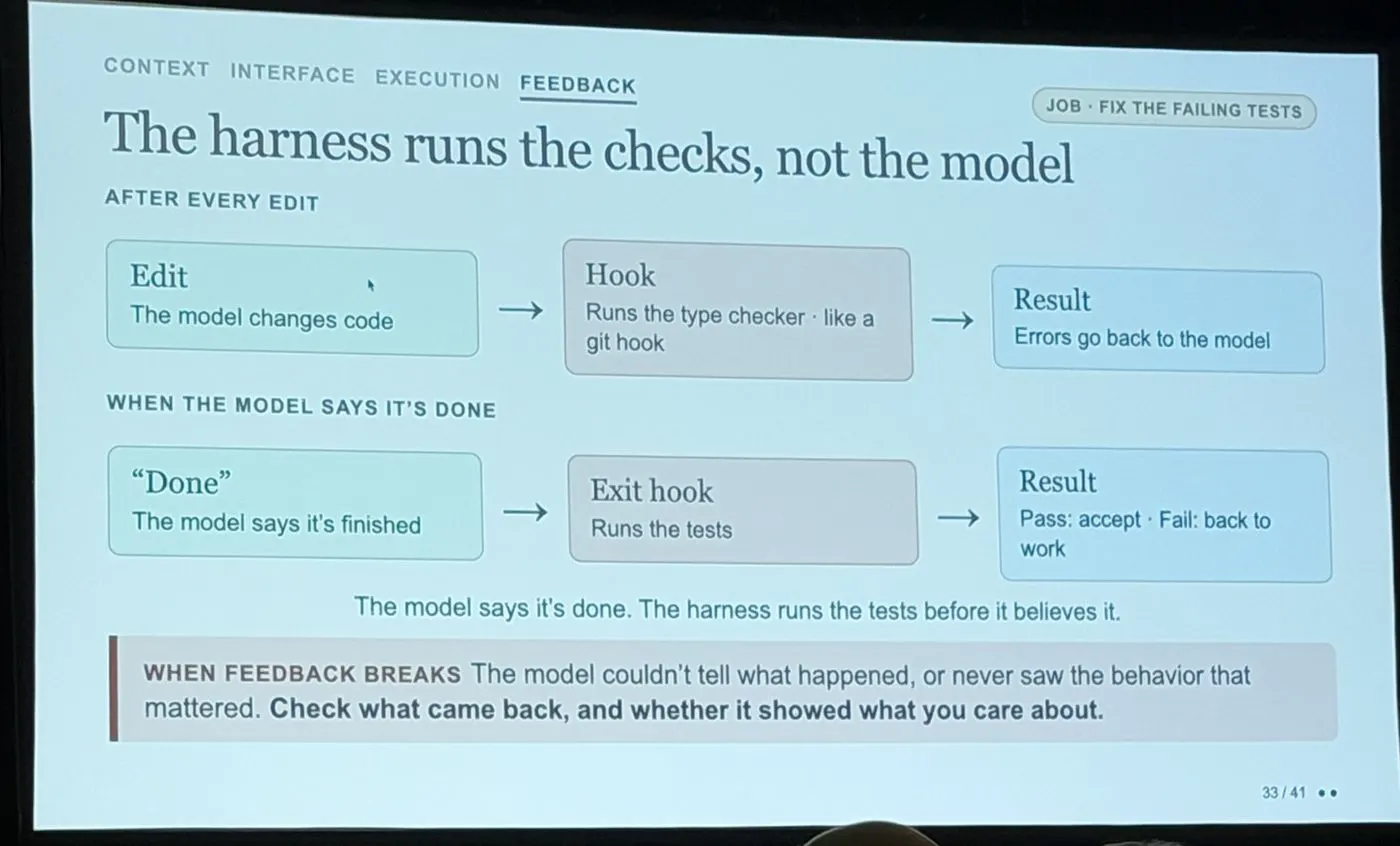 CONTEXT INTERFACE EXECUTION FEEDBACK
JOB · FIX THE FAILING TESTS
The harness runs the checks, not the model
AFTER EVERY EDIT
Edit
The model changes code
→
Hook
Runs the type checker · like a
git hook
→
Result
Errors go back to the model
WHEN THE MODEL SAYS IT'S DONE
“Done”
The model says it's finished
→
Exit hook
Runs the tests
→
Result
Pass: accept · Fail: back to
work
The model says it's done. The harness runs the tests before it believes it.
WHEN FEEDBACK BREAKS The model couldn't tell what happened, or never saw the behavior that
mattered. Check what came back, and whether it showed what you care about.
33 / 41